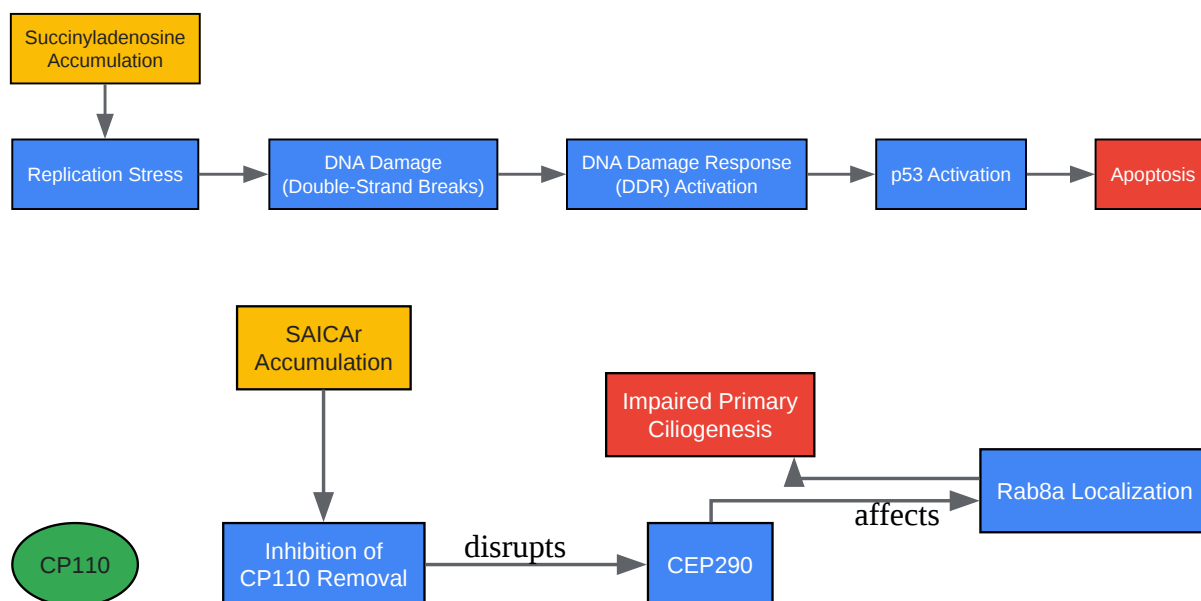 Succinyladenosine
Accumulation
Replication Stress
DNA Damage
(Double-Strand Breaks)
DNA Damage Response
(DDR) Activation
p53 Activation
Apoptosis
SAICAr
Accumulation
Impaired Primary
Ciliogenesis
Rab8a Localization
affects
CP110
Inhibition of
CP110 Removal
disrupts
CEP290